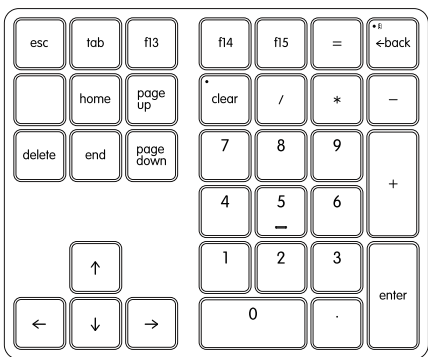 esc tab f13 f14 f15 = ←back
home page up clear / * −
delete end page down 7 8 9 +
4 5 6
↑ 1 2 3 enter
← ↓ → 0 .